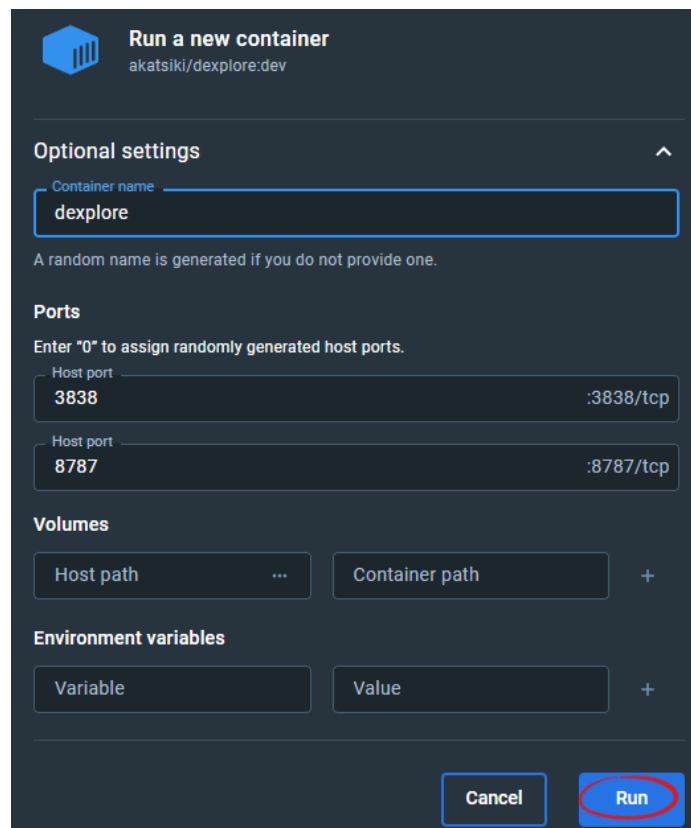 Run a new container
akatsiki/dexplore:dev
Optional settings
Container name
dexplore
A random name is generated if you do not provide one.
Ports
Enter “0” to assign randomly generated host ports.
Host port
3838 :3838/tcp
Host port
8787 :8787/tcp
Volumes
Host path ··· Container path +
Environment variables
Variable Value +
Cancel Run